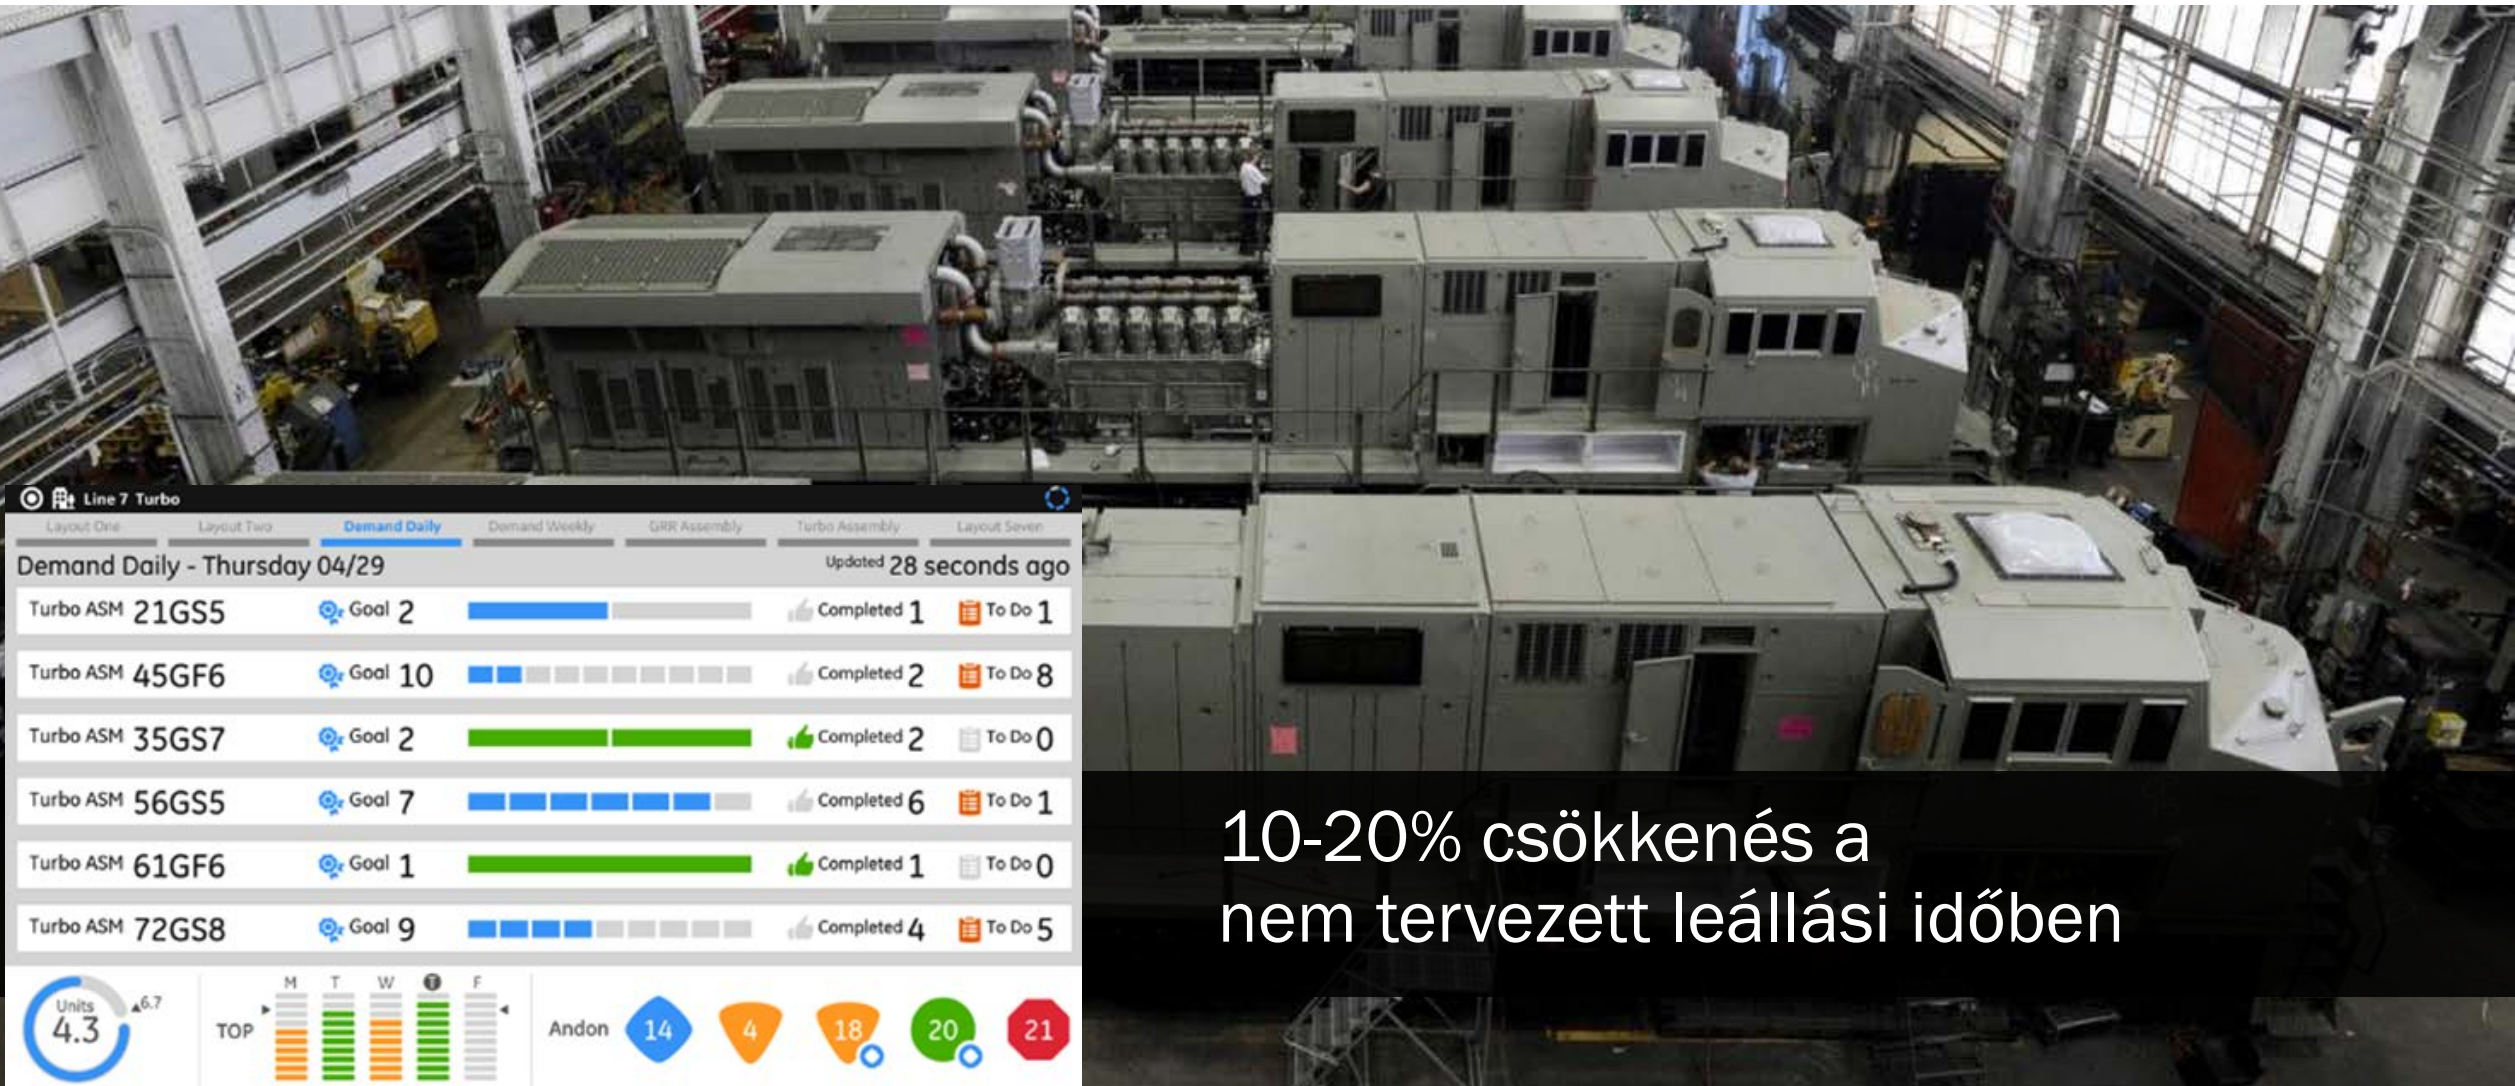 Line 7 Turbo
Layout One Layout Two Demand Daily Demand Weekly GRR Assembly Turbo Assembly Layout Seven
Demand Daily - Thursday 04/29 Updated 28 seconds ago
Turbo ASM 21GS5 Goal 2 Completed 1 To Do 1
Turbo ASM 45GF6 Goal 10 Completed 2 To Do 8
Turbo ASM 35GS7 Goal 2 Completed 2 To Do 0
Turbo ASM 56GS5 Goal 7 Completed 6 To Do 1
Turbo ASM 61GF6 Goal 1 Completed 1 To Do 0
Turbo ASM 72GS8 Goal 9 Completed 4 To Do 5
Units
4.3
6.7
TOP
M T W T F
Andon 14 4 18 20 21
10-20% csökkenés a
nem tervezett leállási időben